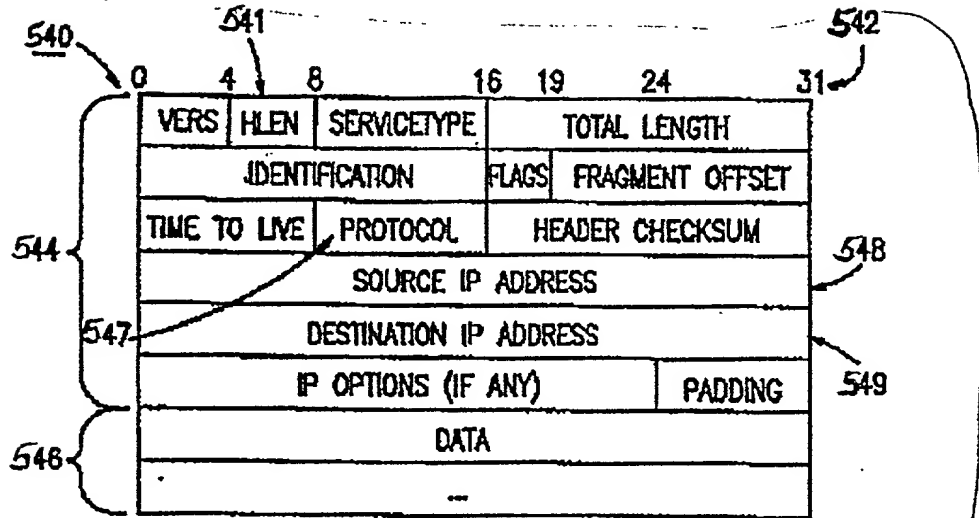 540 541 542
0 4 8 16 19 24 31
VERS HLEN SERVICETYPE TOTAL LENGTH
IDENTIFICATION FLAGS FRAGMENT OFFSET
544 TIME TO LIVE PROTOCOL HEADER CHECKSUM
SOURCE IP ADDRESS 548
547 DESTINATION IP ADDRESS
IP OPTIONS (IF ANY) PADDING 549
546 DATA
...